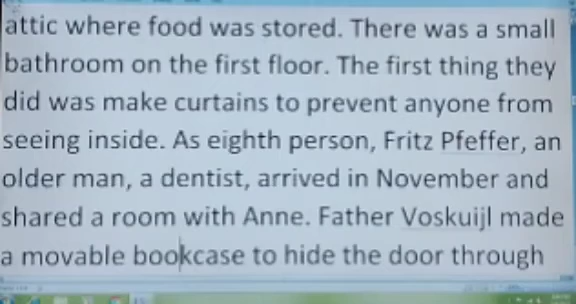 attic where food was stored. There was a small
bathroom on the first floor. The first thing they
did was make curtains to prevent anyone from
seeing inside. As eighth person, Fritz Pfeffer, an
older man, a dentist, arrived in November and
shared a room with Anne. Father Voskuijl made
a movable bookcase to hide the door through